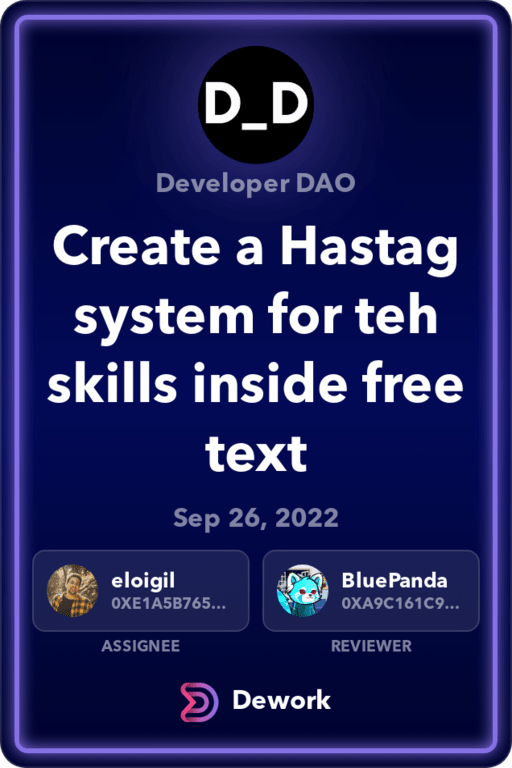 D_D
Developer DAO
Create a Hastag
system for teh
skills inside free
text
Sep 26, 2022
eloigil
0XE1A5B765...
BluePanda
0XA9C161C9...
ASSIGNEE
REVIEWER
Dework